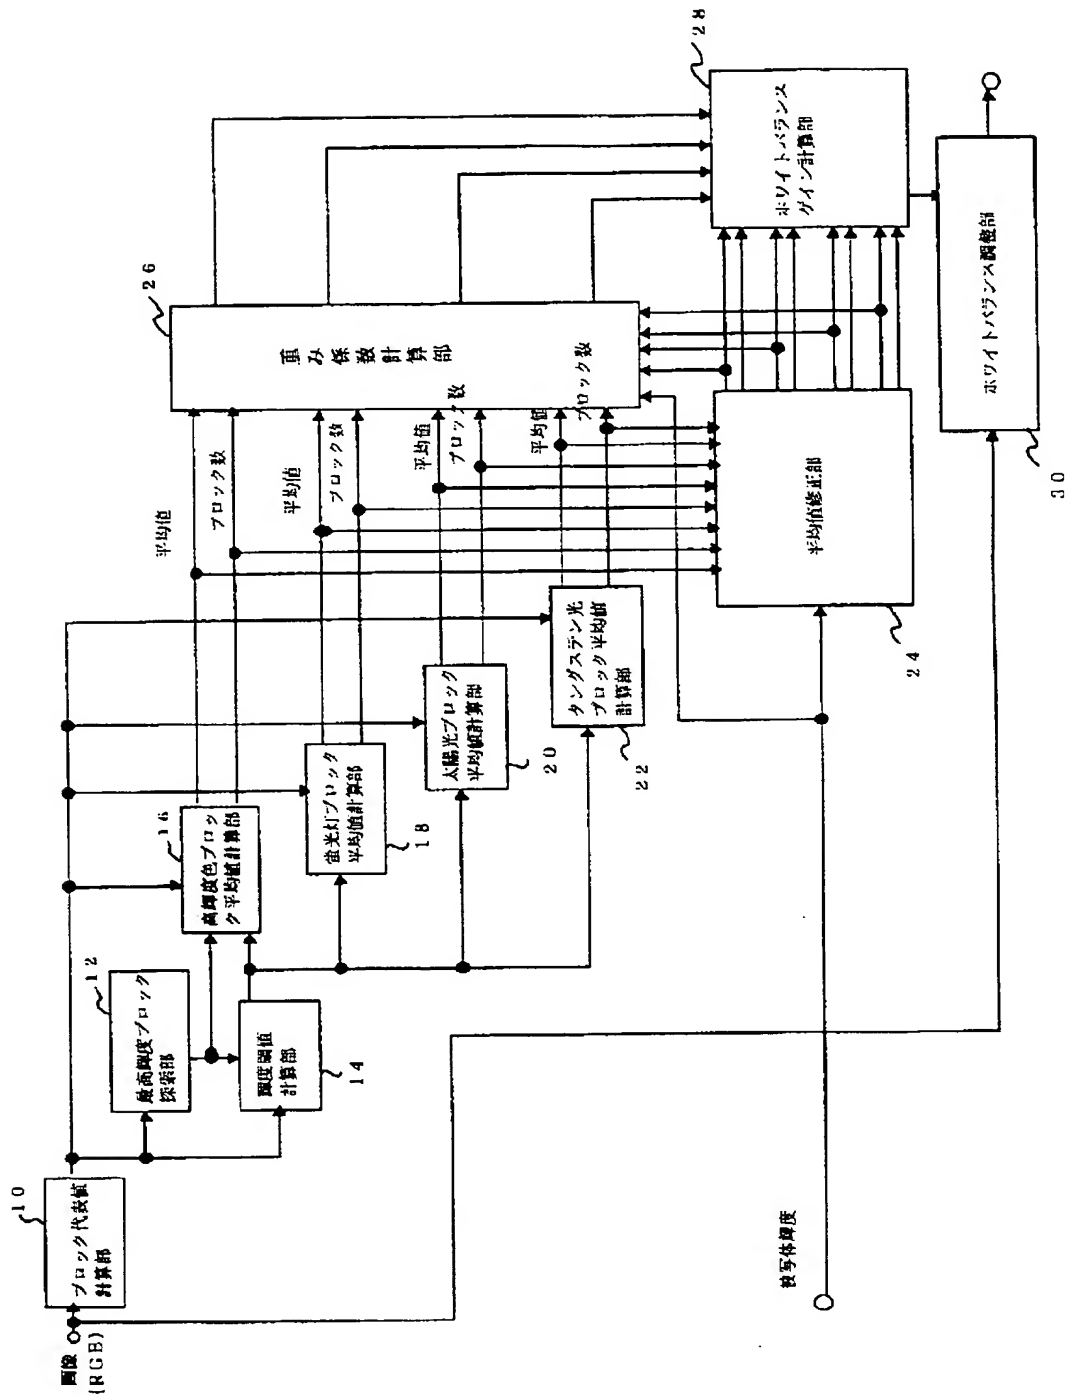 画像
(RGB)
10
ブロック代表値
計算部
12
最高輝度ブロック
探索部
輝度閾値
計算部
14
16
高輝度色ブロッ
ク平均値計算部
蛍光灯ブロック
平均値計算部
18
太陽光ブロック
平均値計算部
20
タングステン光
ブロック平均値
計算部
22
平均値
ブロック数
平均値
ブロック数
平均値
ブロック数
平均値
ブロック数
26
重み係数計算部
被写体輝度
平均値修正部
24
28
ホワイトバランス
ゲイン計算部
ホワイトバランス調整部
30